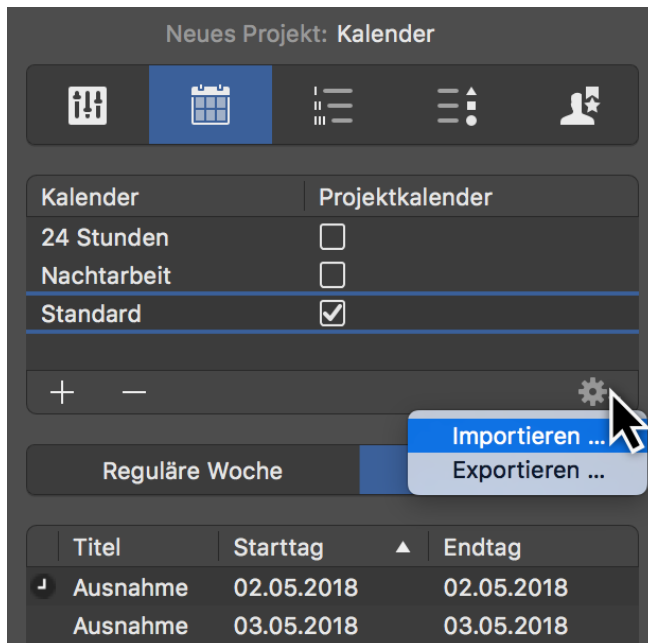 Neues Projekt: Kalender
Kalender Projektkalender
24 Stunden
Nachtarbeit
Standard
Importieren ...
Reguläre Woche Exportieren ...
Titel Starttag Endtag
Ausnahme 02.05.2018 02.05.2018
Ausnahme 03.05.2018 03.05.2018